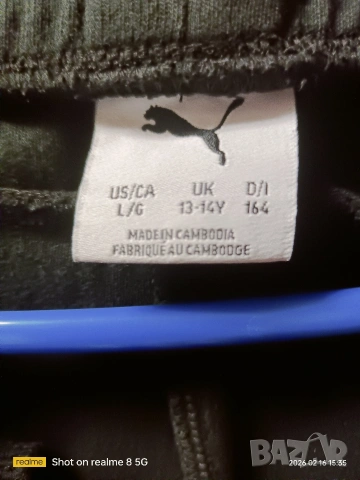 US/CA UK D/I
L/G 13-14Y 164
MADE IN CAMBODIA
FABRIQUE AU CAMBODGE
realme Shot on realme 8 5G
2026.02.16 15:35
BAZAR